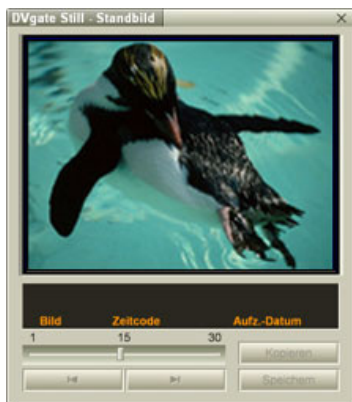 DVgate Still - Standbild
Bild Zeitcode Aufz.-Datum
1 15 30
Kopieren
Speichern